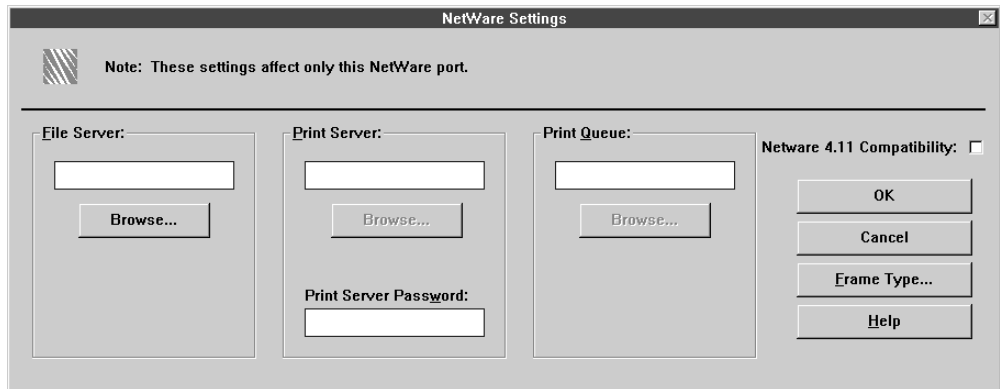 NetWare Settings
Note: These settings affect only this NetWare port.
File Server:
Browse...
Print Server:
Browse...
Print Server Password:
Print Queue:
Browse...
Netware 4.11 Compatibility:
OK
Cancel
Frame Type...
Help